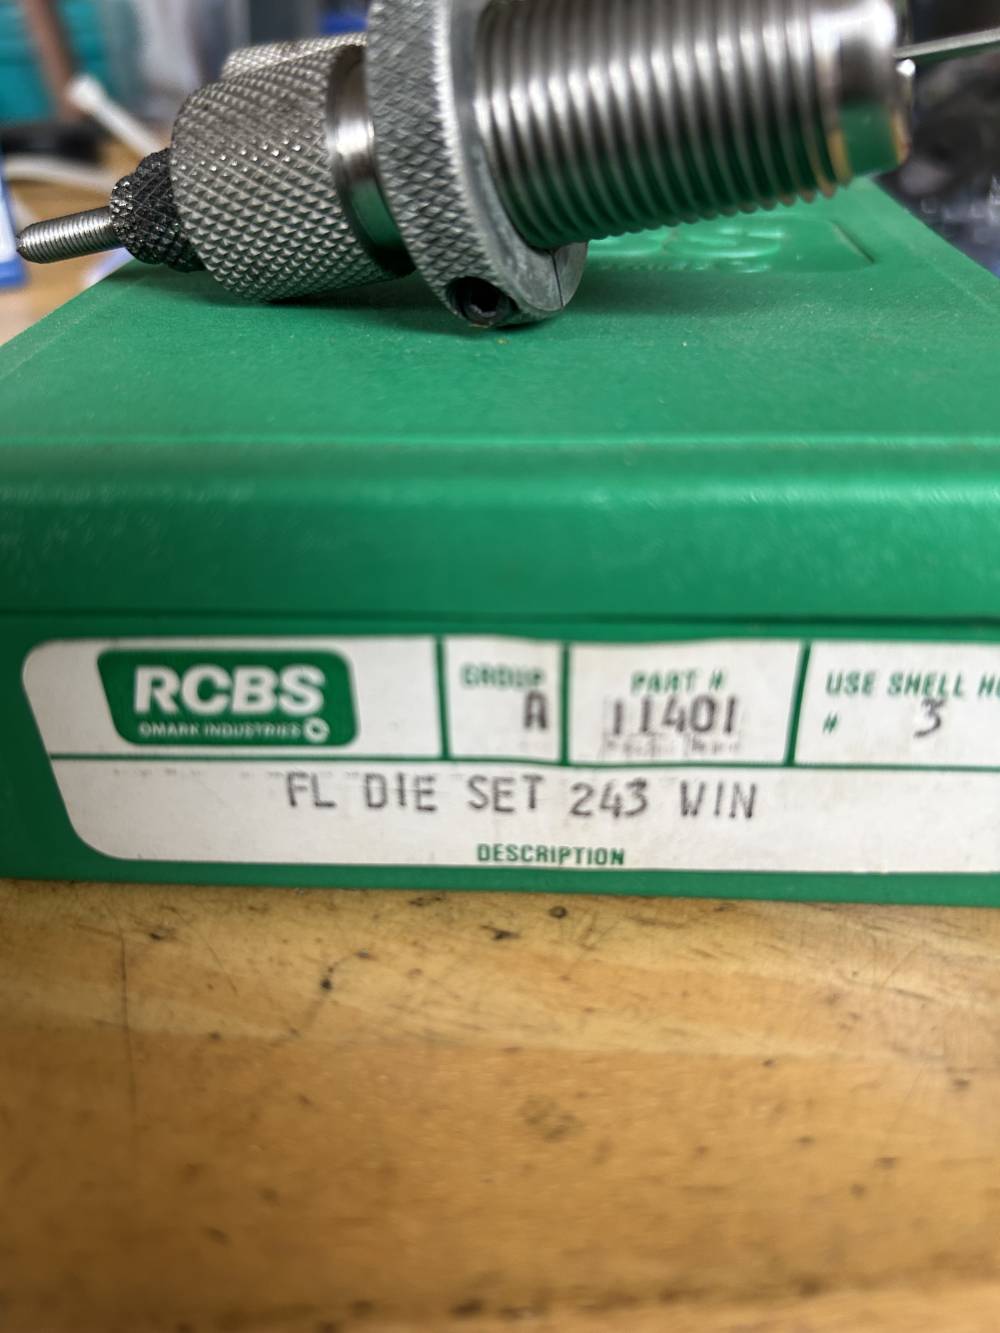 RCBS
OMARK INDUSTRIES
GROUP
A
PART #
11401
USE SHELL
# 3
FL DIE SET 243 WIN
DESCRIPTION